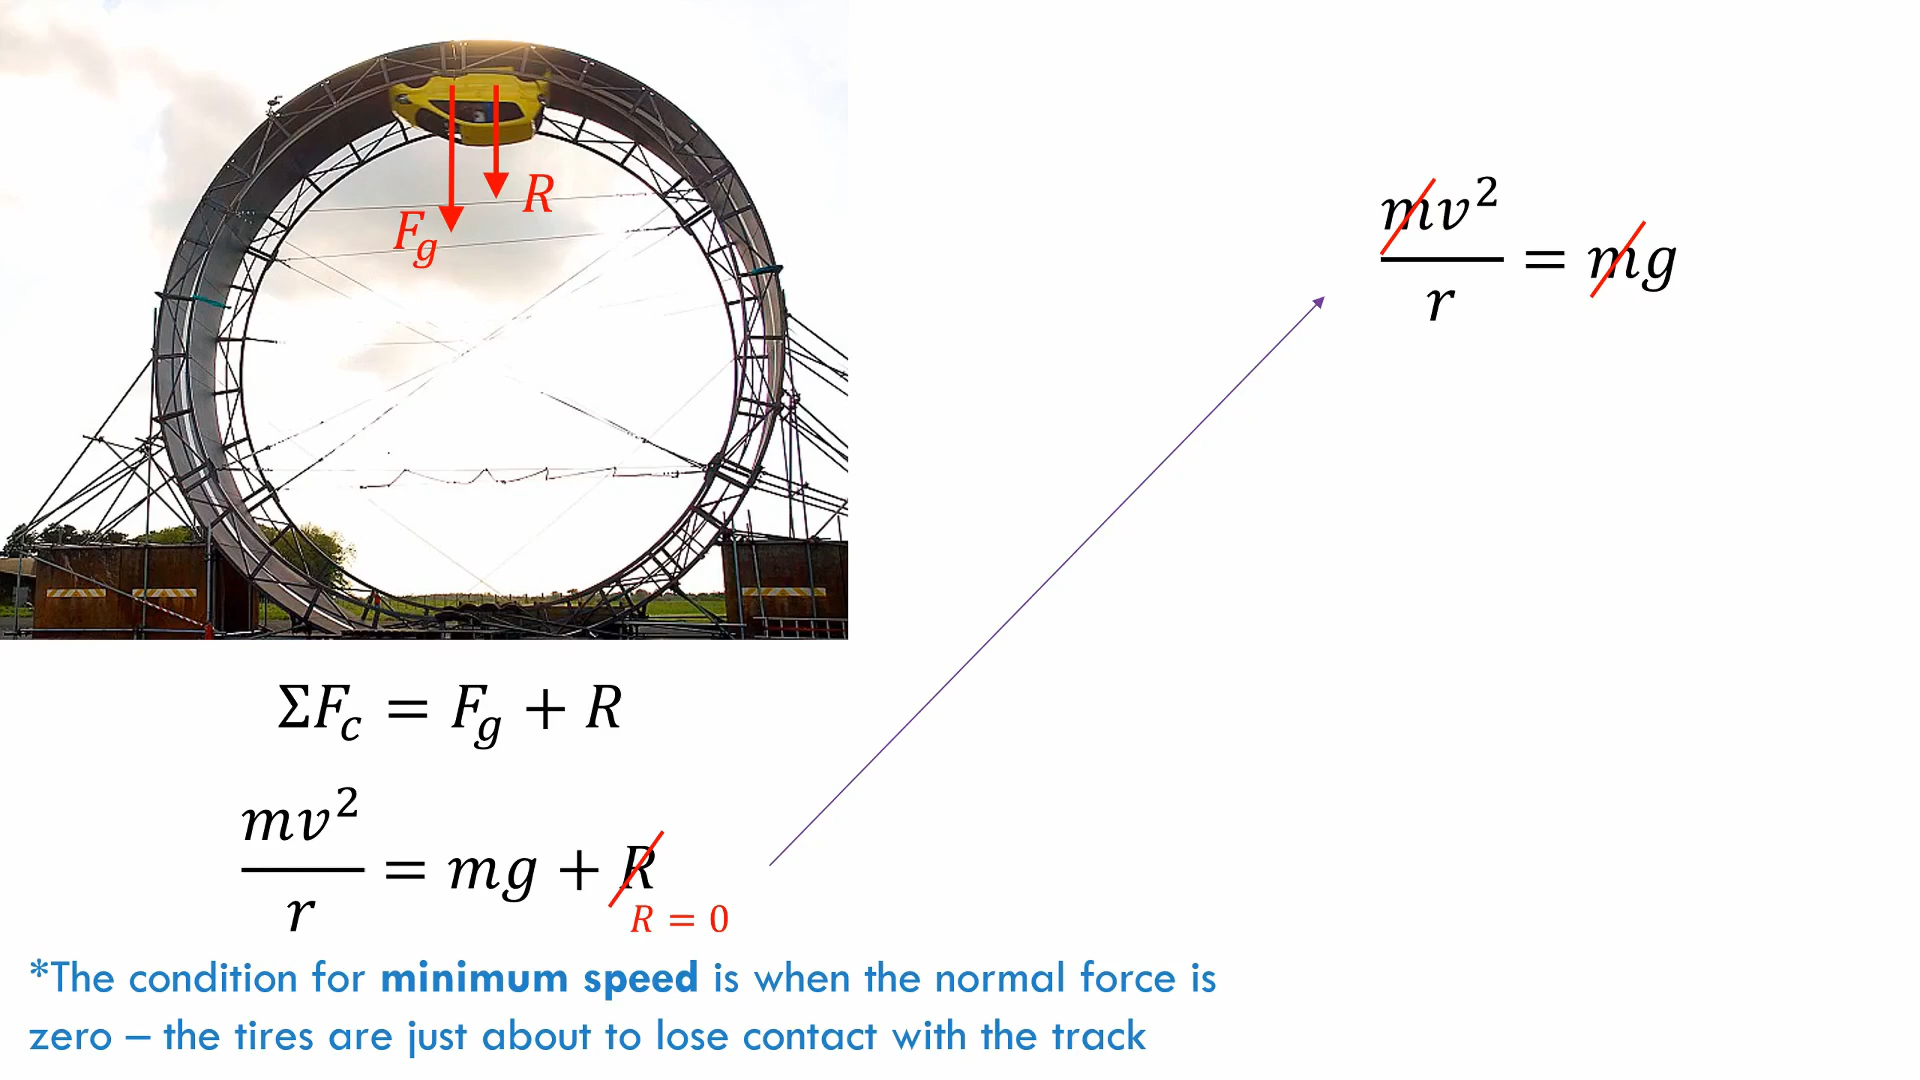 F_g
R
ΣF_c = F_g + R
mv²/r = mg + R
R = 0
mv²/r = mg
*The condition for minimum speed is when the normal force is
zero – the tires are just about to lose contact with the track